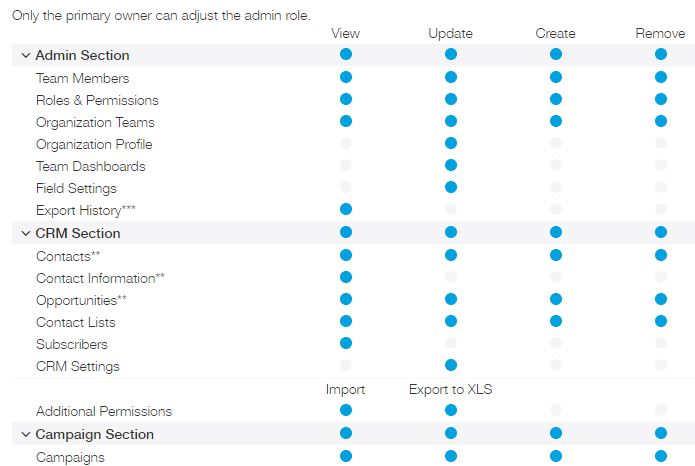 Only the primary owner can adjust the admin role.
View Update Create Remove
Admin Section
Team Members
Roles & Permissions
Organization Teams
Organization Profile
Team Dashboards
Field Settings
Export History***
CRM Section
Contacts**
Contact Information**
Opportunities**
Contact Lists
Subscribers
CRM Settings
Import Export to XLS
Additional Permissions
Campaign Section
Campaigns